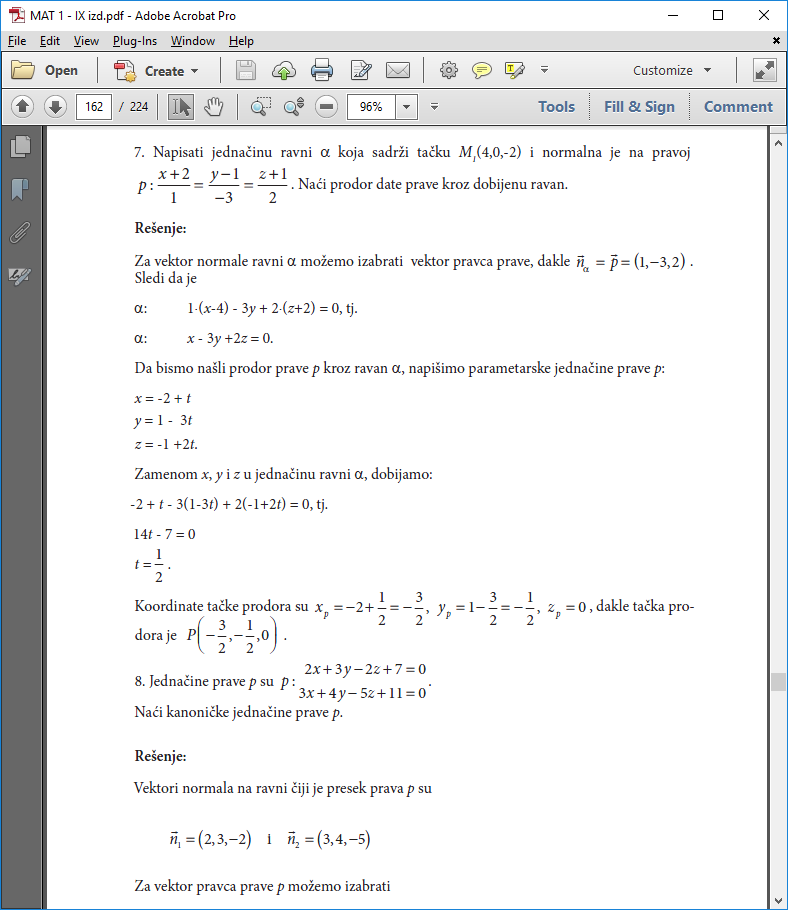 MAT 1 - IX izd.pdf - Adobe Acrobat Pro
File Edit View Plug-Ins Window Help
Open Create Customize
162 / 224 96% Tools Fill & Sign Comment
7. Napisati jednačinu ravni α koja sadrži tačku M₁(4,0,-2) i normalna je na pravoj
p : (x+2)/1 = (y−1)/−3 = (z+1)/2 . Naći prodor date prave kroz dobijenu ravan.
Rešenje:
Za vektor normale ravni α možemo izabrati vektor pravca prave, dakle n⃗_α = p⃗ = (1,−3,2) .
Sledi da je
α: 1·(x-4) - 3y + 2·(z+2) = 0, tj.
α: x - 3y +2z = 0.
Da bismo našli prodor prave p kroz ravan α, napišimo parametarske jednačine prave p:
x = -2 + t
y = 1 - 3t
z = -1 +2t.
Zamenom x, y i z u jednačinu ravni α, dobijamo:
-2 + t - 3(1-3t) + 2(-1+2t) = 0, tj.
14t - 7 = 0
t = 1/2 .
Koordinate tačke prodora su x_p = −2+1/2 = −3/2, y_p = 1−3/2 = −1/2, z_p = 0 , dakle tačka pro-
dora je P(−3/2,−1/2,0) .
8. Jednačine prave p su p : 2x+3y−2z+7=0
3x+4y−5z+11=0 .
Naći kanoničke jednačine prave p.
Rešenje:
Vektori normala na ravni čiji je presek prava p su
n⃗₁ = (2,3,−2) i n⃗₂ = (3,4,−5)
Za vektor pravca prave p možemo izabrati